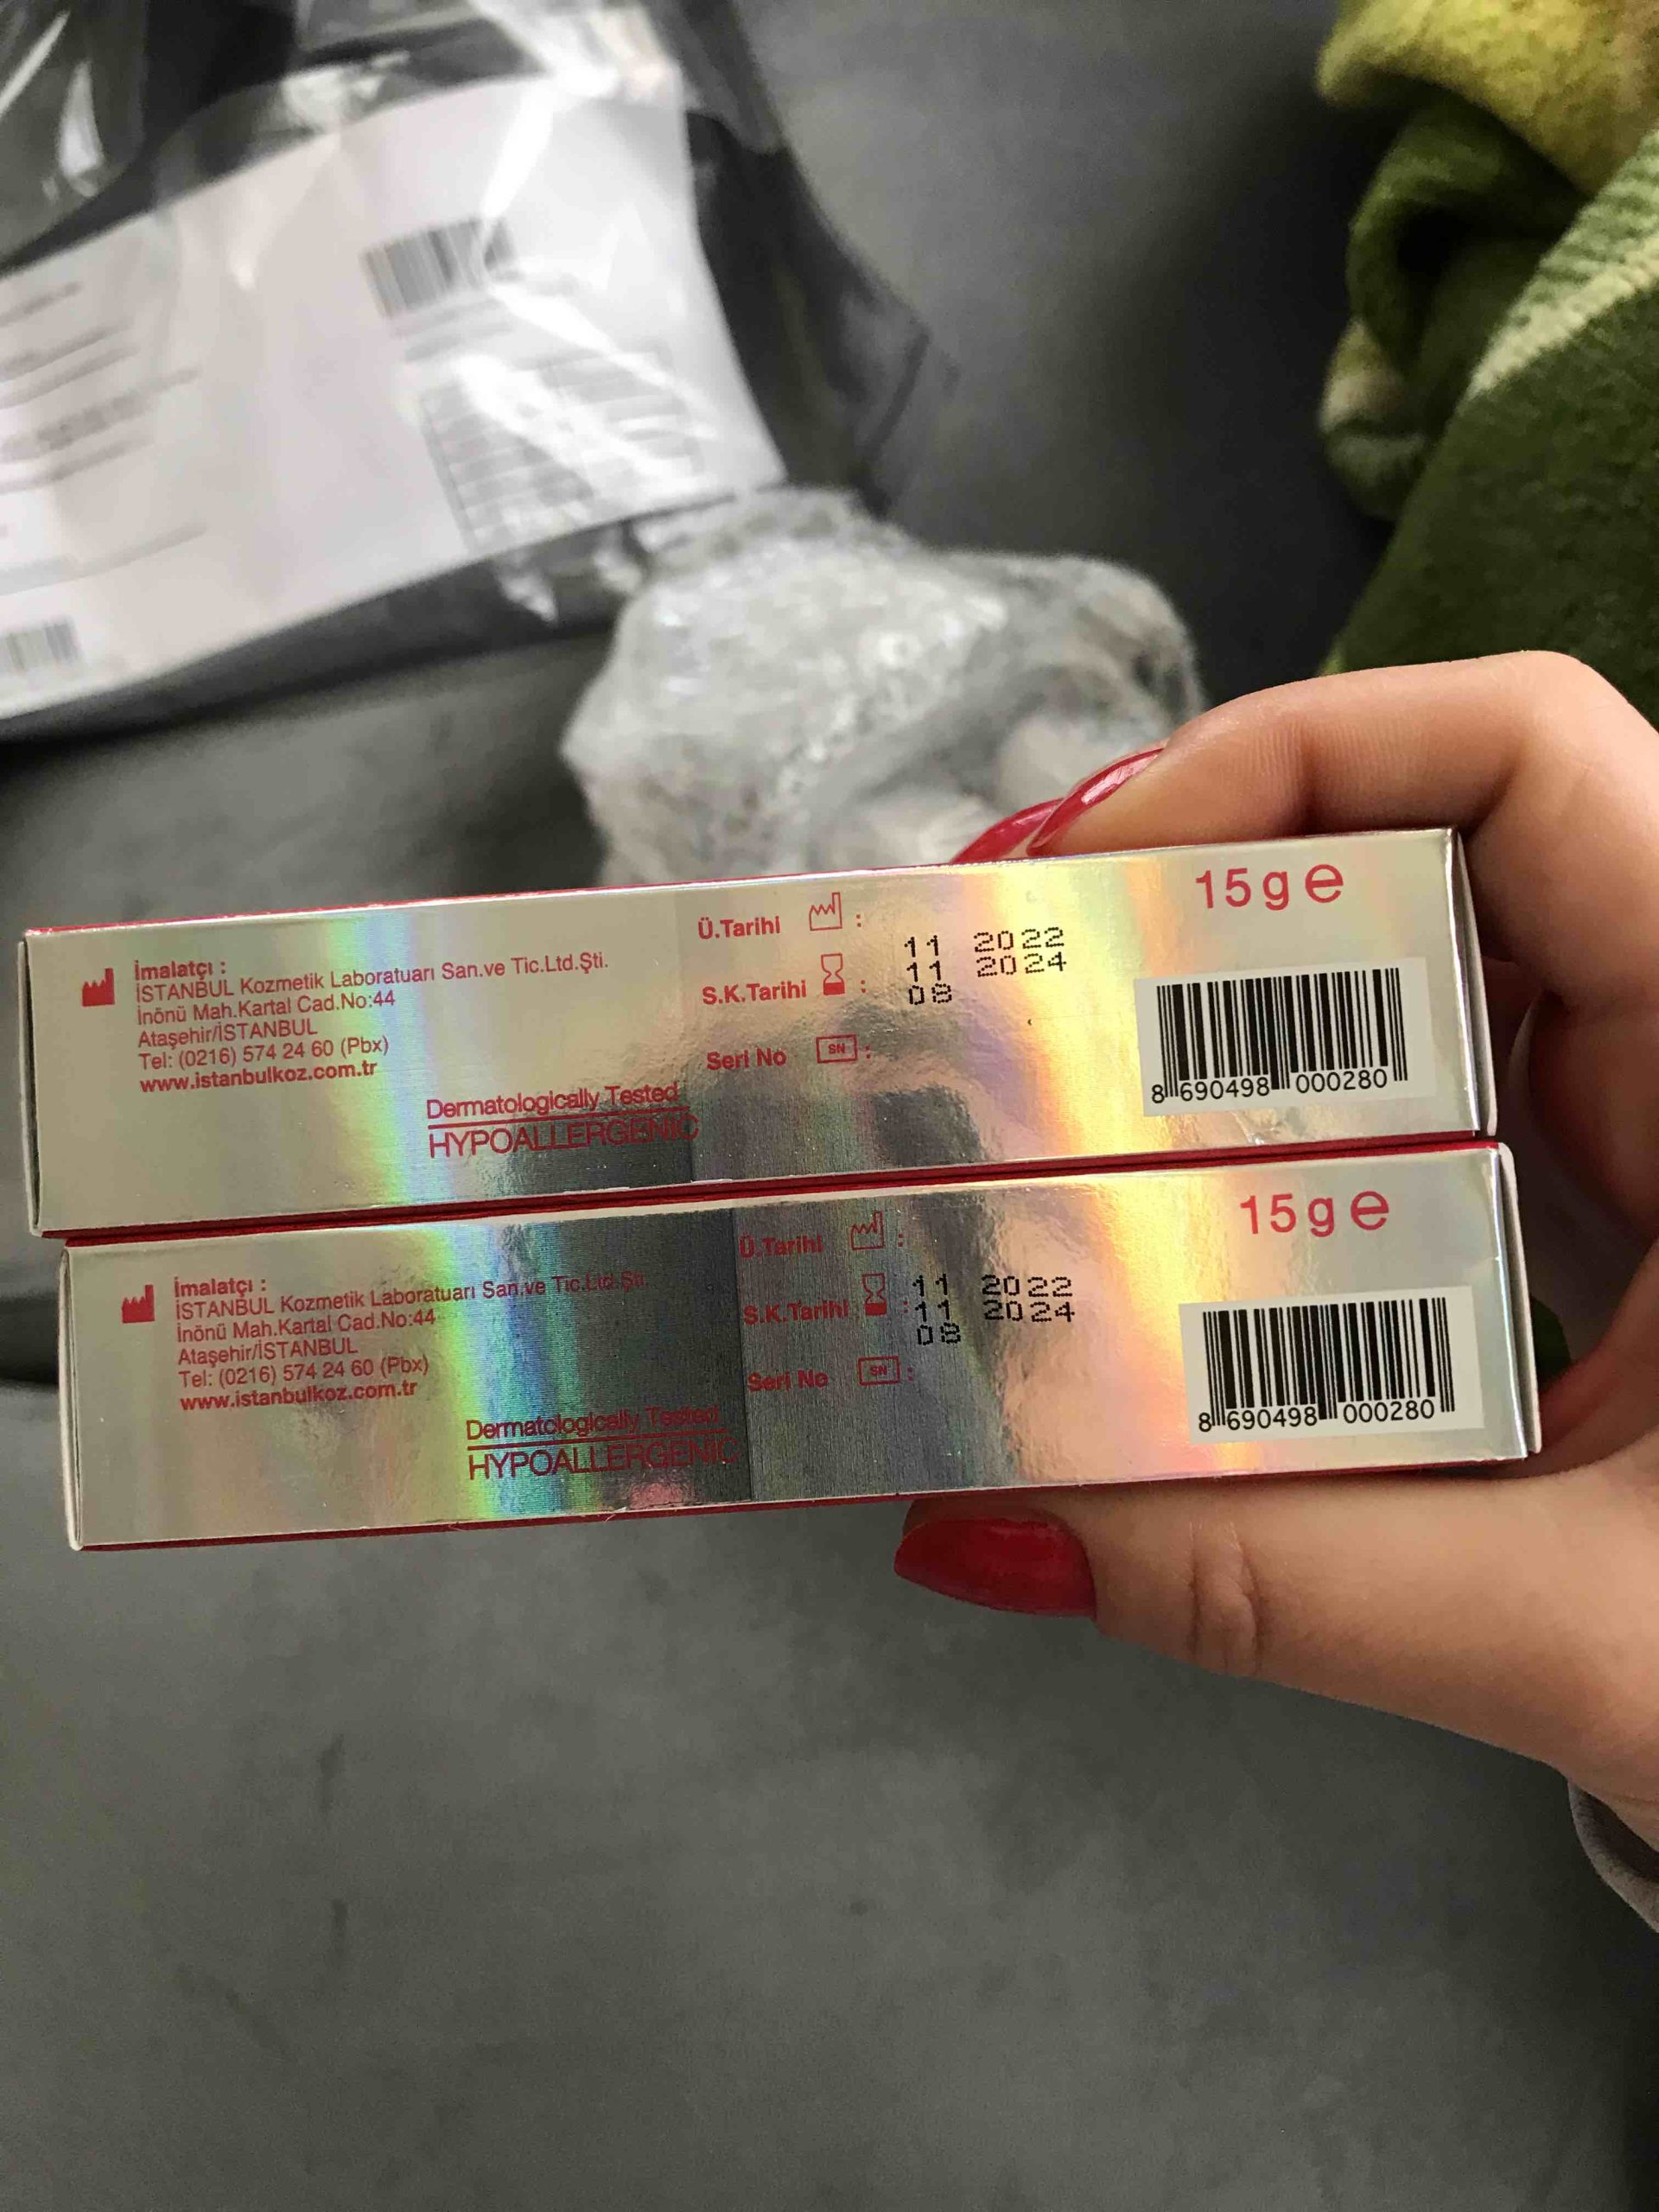 İmalatçı :
İSTANBUL Kozmetik Laboratuarı San.ve Tic.Ltd.Şti.
İnönü Mah.Kartal Cad.No:44
Ataşehir/İSTANBUL
Tel: (0216) 574 24 60 (Pbx)
www.istanbulkoz.com.tr
Dermatologically Tested
HYPOALLERGENIC
Ü.Tarihi :
S.K.Tarihi :
Seri No SN :
11 2022
11 2024
08
15g e
8 690498 000280
İmalatçı :
İSTANBUL Kozmetik Laboratuarı San.ve Tic.Ltd.Şti.
İnönü Mah.Kartal Cad.No:44
Ataşehir/İSTANBUL
Tel: (0216) 574 24 60 (Pbx)
www.istanbulkoz.com.tr
Dermatologically Tested
HYPOALLERGENIC
Ü.Tarihi :
S.K.Tarihi :
Seri No SN :
11 2022
11 2024
08
15g e
8 690498 000280